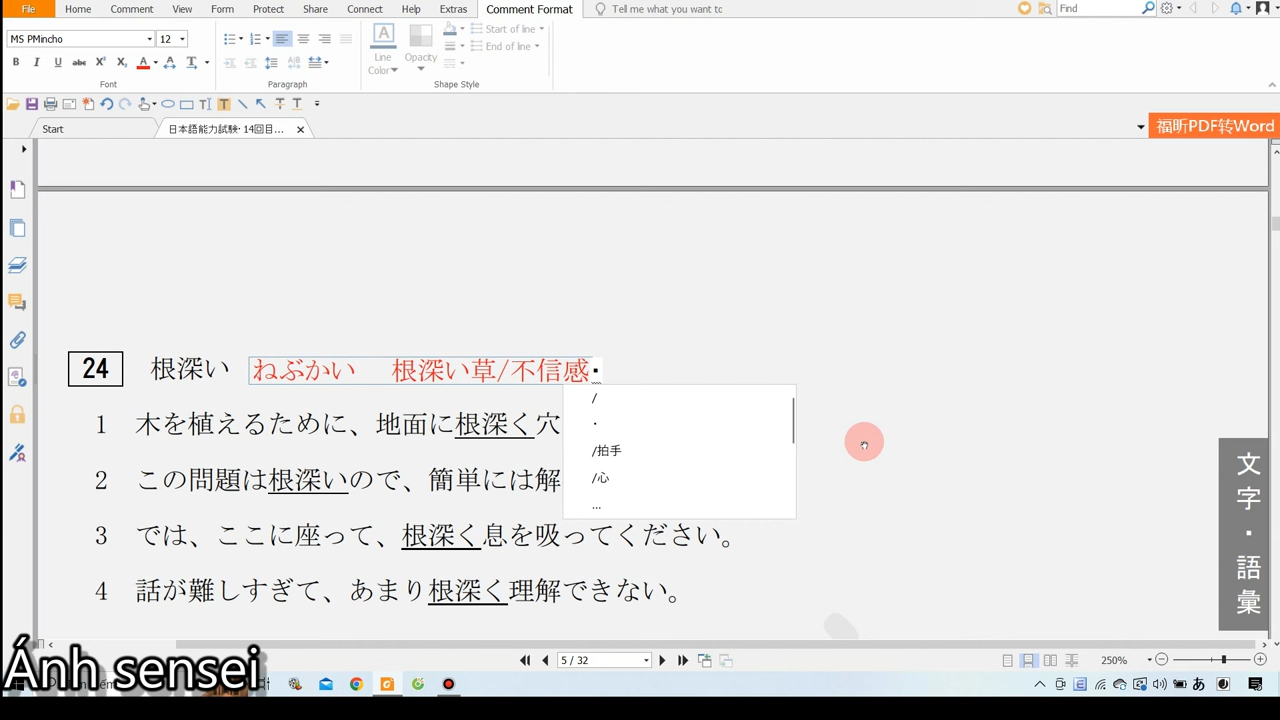 File Home Comment View Form Protect Share Connect Help Extras Comment Format Tell me what you want tc Find
MS PMincho 12 Start of line
B I U abc X² X₂ A A T Line Color Opacity End of line
Font Paragraph Shape Style
Start 日本語能力試験・14回目... 福昕PDF转Word
24 根深い ねぶかい 根深い草/不信感・
/
・
/拍手
/心
...
1 木を植えるために、地面に根深く穴
2 この問題は根深いので、簡単には解
3 では、ここに座って、根深く息を吸ってください。
4 話が難しすぎて、あまり根深く理解できない。
文字・語彙
5 / 32 250%
Ánh sensei
あ